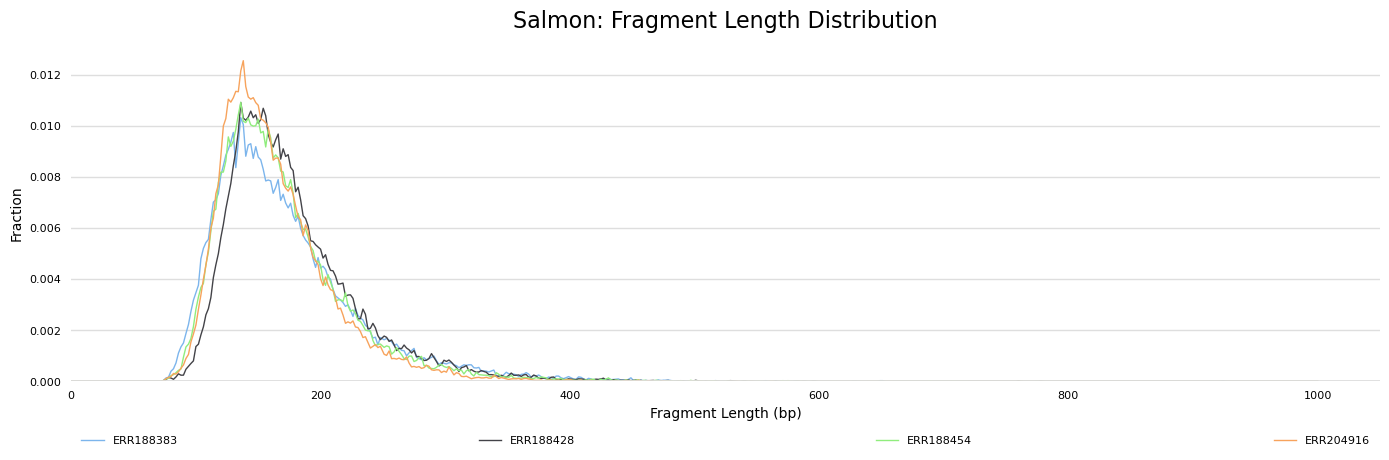 Salmon: Fragment Length Distribution
0.012
0.010
0.008
0.006
0.004
0.002
0.000
Fraction
0 200 400 600 800 1000
Fragment Length (bp)
ERR188383 ERR188428 ERR188454 ERR204916